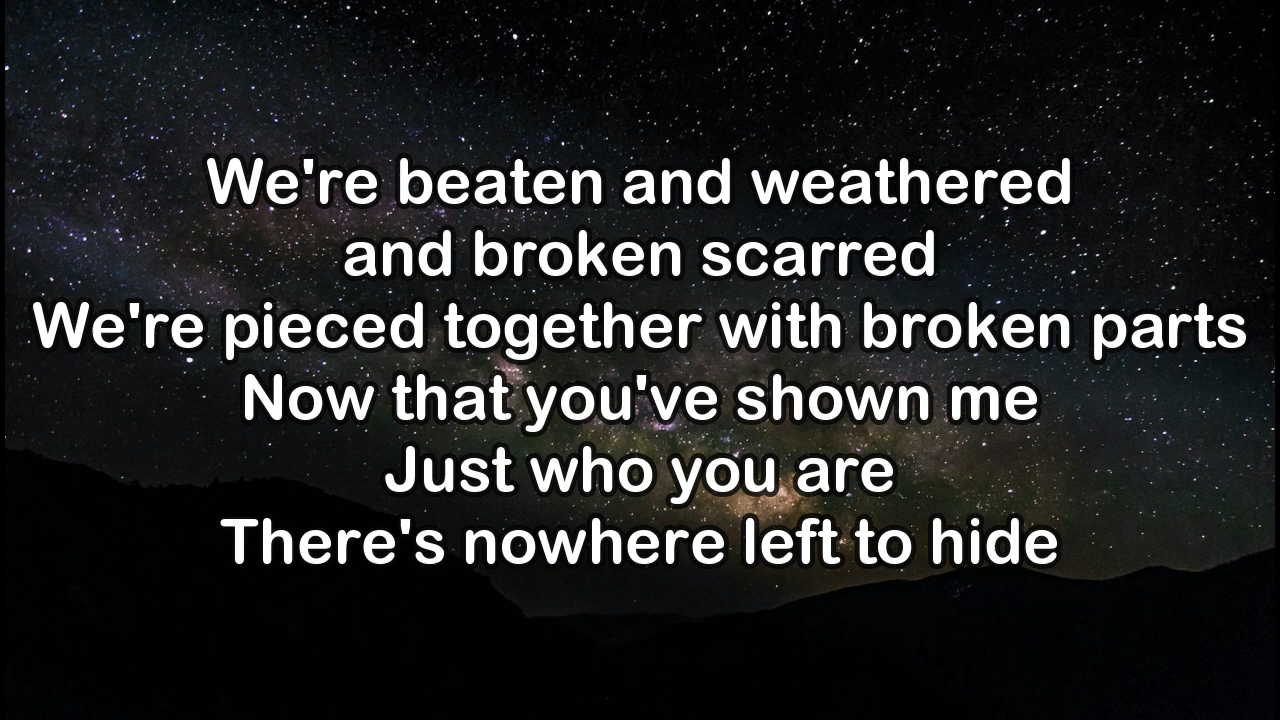 We're beaten and weathered
and broken scarred
We're pieced together with broken parts
Now that you've shown me
Just who you are
There's nowhere left to hide